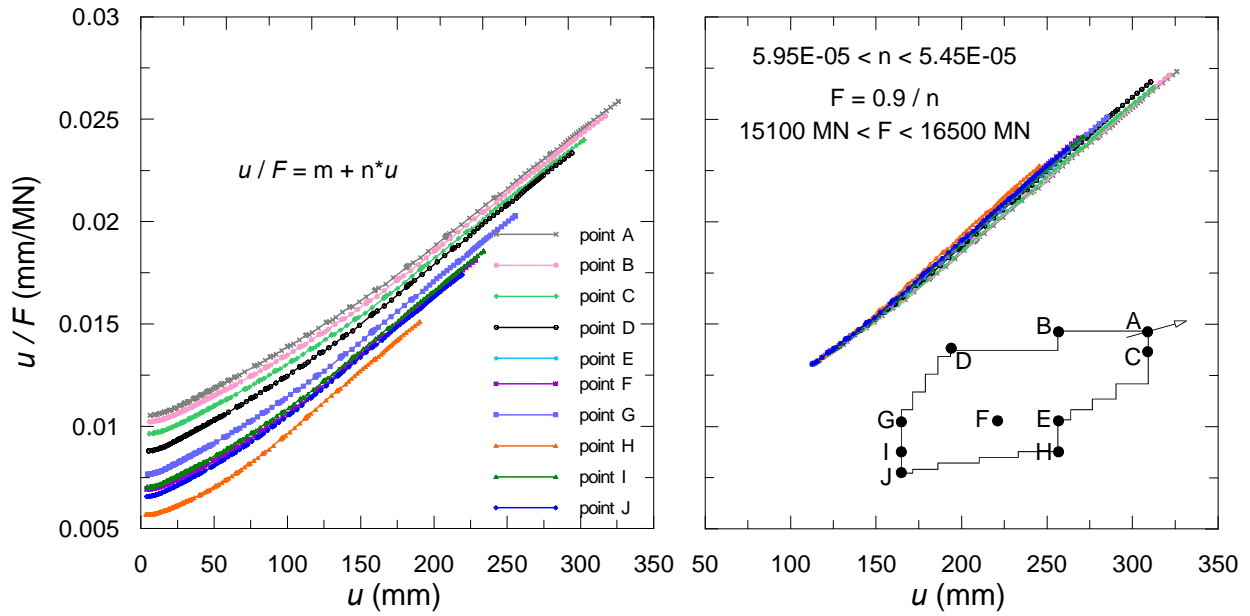 0.03
0.025
0.02
0.015
0.01
0.005
u / F (mm/MN)
u / F = m + n*u
point A
point B
point C
point D
point E
point F
point G
point H
point I
point J
0 50 100 150 200 250 300 350
u (mm)
5.95E-05 < n < 5.45E-05
F = 0.9 / n
15100 MN < F < 16500 MN
B A
D C
G F E
I H
J
50 100 150 200 250 300 350
u (mm)